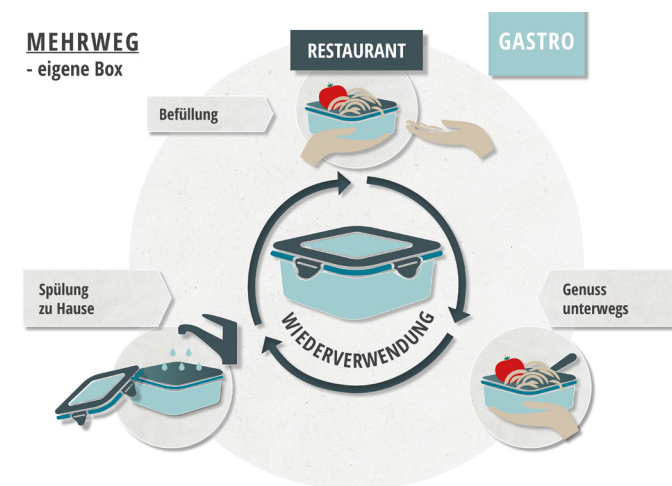 MEHRWEG
- eigene Box
RESTAURANT
GASTRO
Befüllung
Spülung
zu Hause
Genuss
unterwegs
WIEDERVERWENDUNG